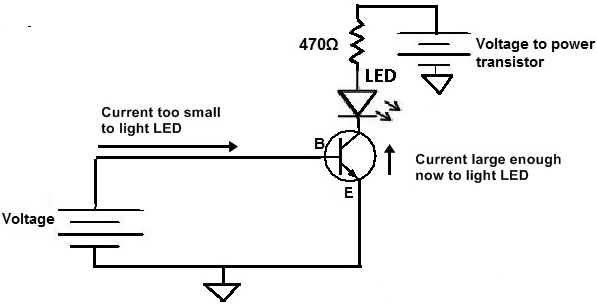 470Ω
Voltage to power
transistor
LED
Current too small
to light LED
B
Current large enough
now to light LED
E
Voltage